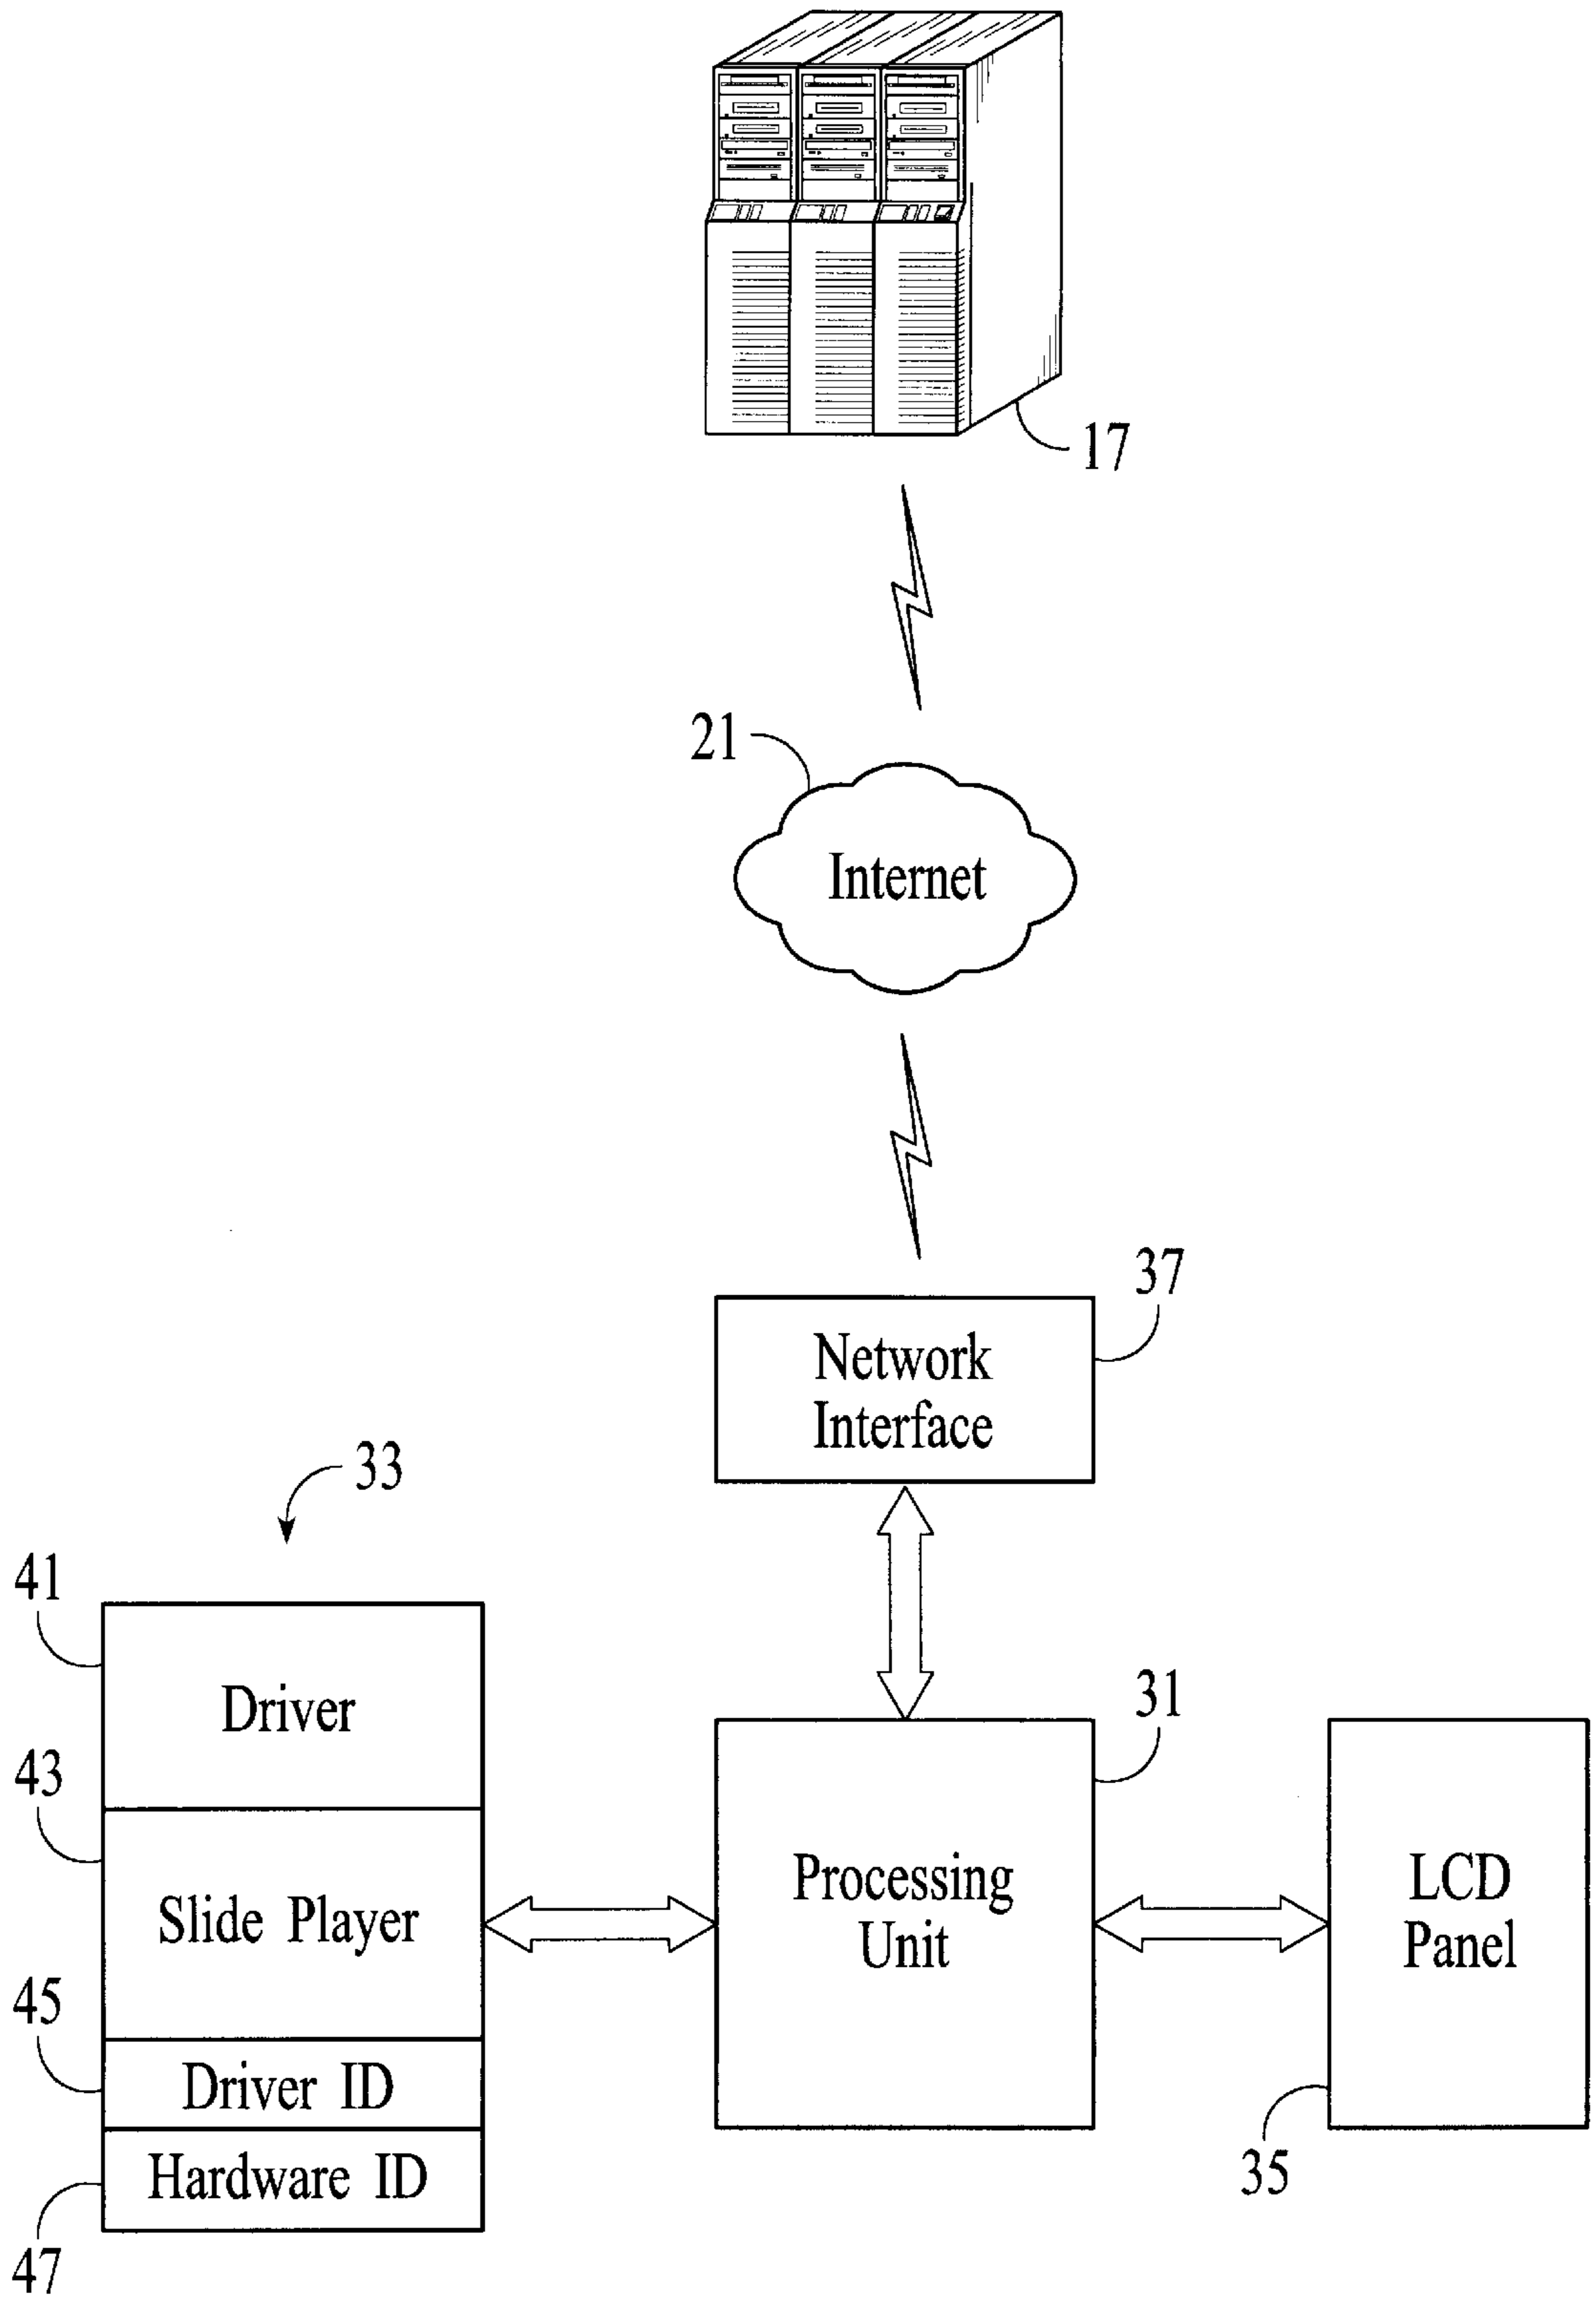 17
21
Internet
37
Network
Interface
33
41
Driver
31
43
Processing
Unit
LCD
Panel
Slide Player
45
Driver ID
35
Hardware ID
47